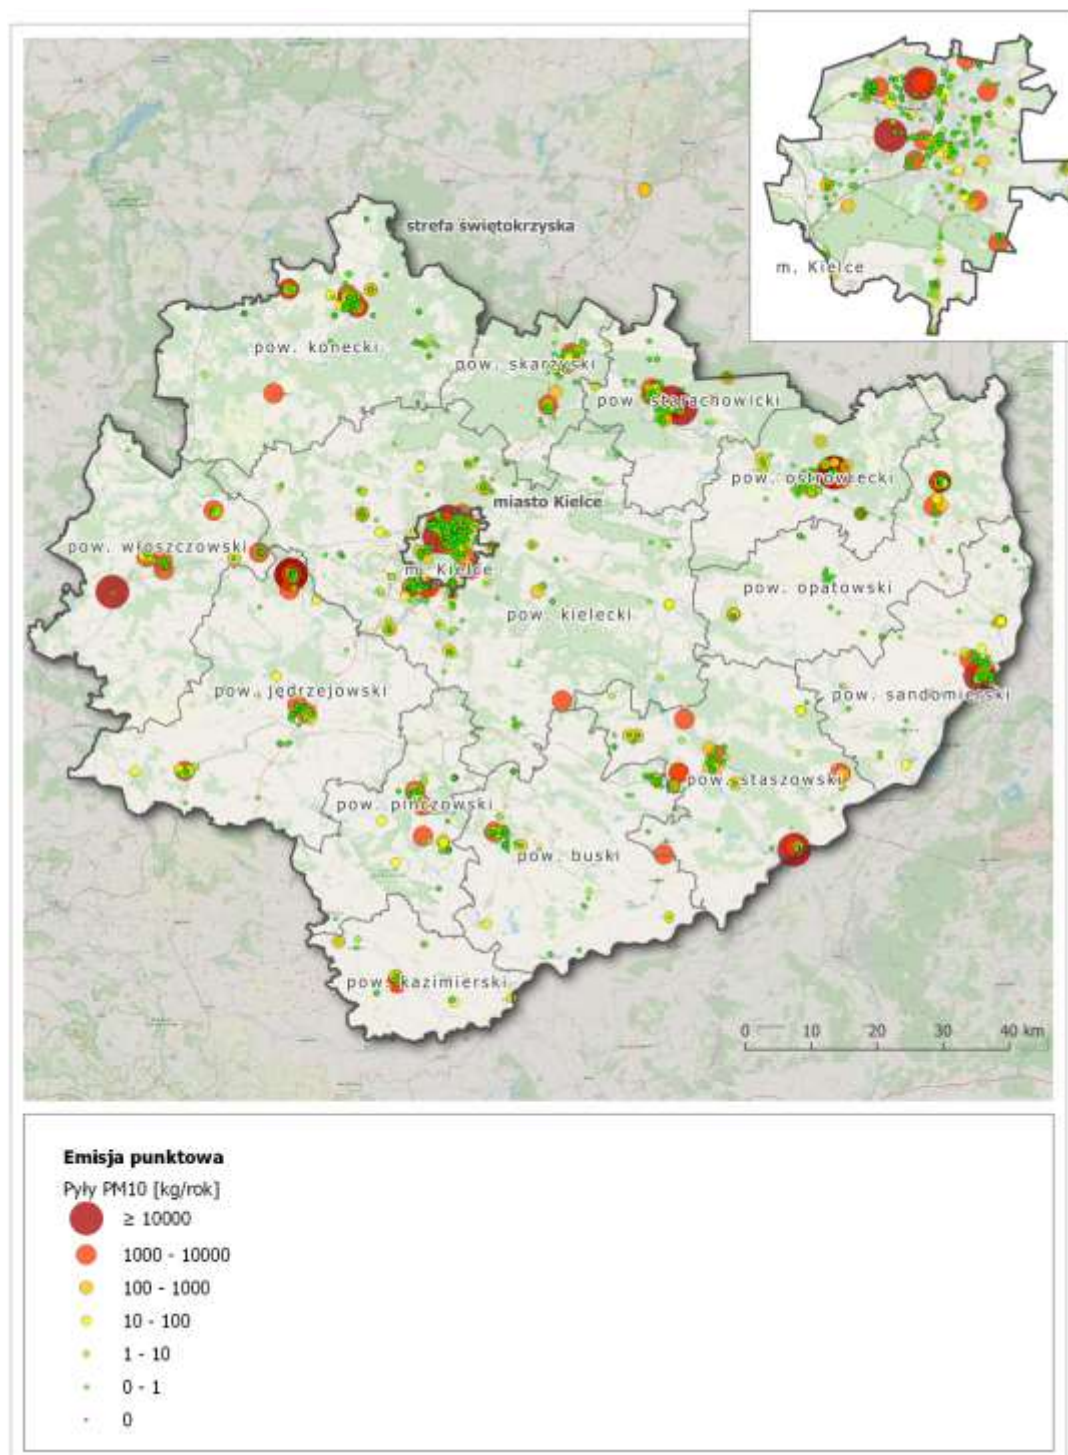 strefa świętokrzyska
m. Kielce
pow. konecki
pow. skarżyski
pow. starachowicki
pow. ostrowiecki
miasto Kielce
pow. włoszczowski
m. Kielce
pow. opatowski
pow. kielecki
pow. jędrzejowski
pow. sandomierski
pow. staszowski
pow. pińczowski
pow. buski
pow. kazimierski
0 10 20 30 40 km
Emisja punktowa
Pyły PM10 [kg/rok]
≥ 10000
1000 - 10000
100 - 1000
10 - 100
1 - 10
0 - 1
0